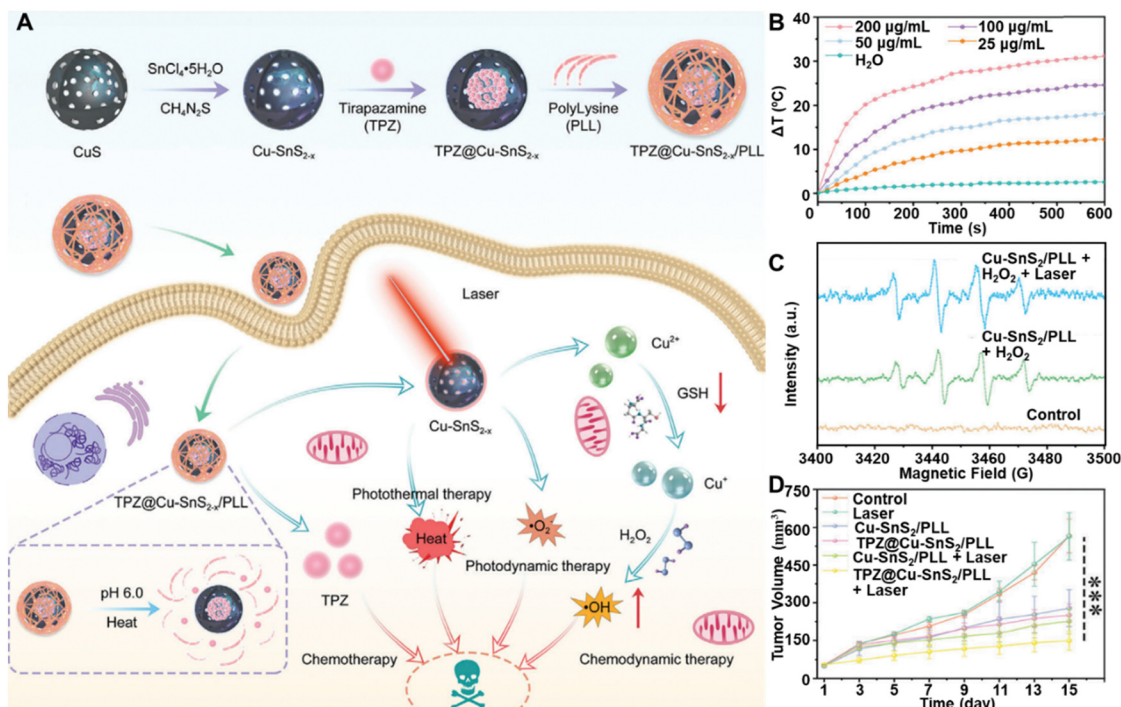 A
SnCl₄•5H₂O
CH₄N₂S
Tirapazamine
(TPZ)
PolyLysine
(PLL)
CuS
Cu-SnS₂₋ₓ
TPZ@Cu-SnS₂₋ₓ
TPZ@Cu-SnS₂₋ₓ/PLL
Laser
Cu-SnS₂₋ₓ
Cu²⁺
GSH
Cu⁺
H₂O₂
TPZ@Cu-SnS₂₋ₓ/PLL
Photothermal therapy
Heat
•O₂⁻
Photodynamic therapy
•OH
TPZ
pH 6.0
Heat
Chemotherapy
Chemodynamic therapy
B
200 µg/mL
100 µg/mL
50 µg/mL
25 µg/mL
H₂O
40
30
20
10
0
ΔT (ºC)
0 100 200 300 400 500 600
Time (s)
C
Cu-SnS₂/PLL +
H₂O₂ + Laser
Cu-SnS₂/PLL
+ H₂O₂
Control
Intensity (a.u.)
3400 3420 3440 3460 3480 3500
Magnetic Field (G)
D
750
600
450
300
150
0
Tumor Volume (mm³)
Control
Laser
Cu-SnS₂/PLL
TPZ@Cu-SnS₂/PLL
Cu-SnS₂/PLL + Laser
TPZ@Cu-SnS₂/PLL
+ Laser
***
1 3 5 7 9 11 13 15
Time (day)